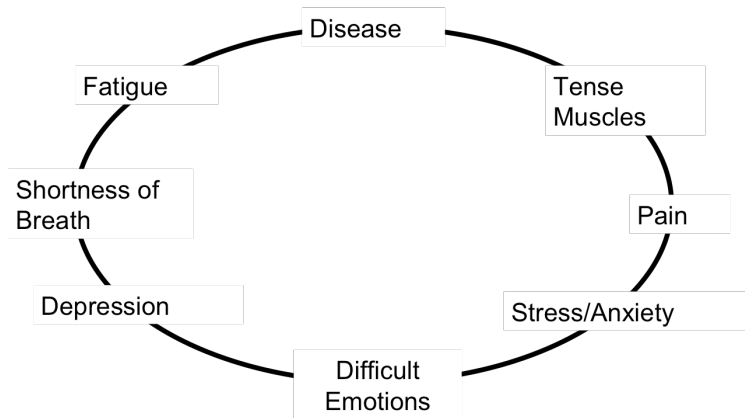 Disease
Fatigue
Tense
Muscles
Shortness of
Breath
Pain
Depression
Stress/Anxiety
Difficult
Emotions